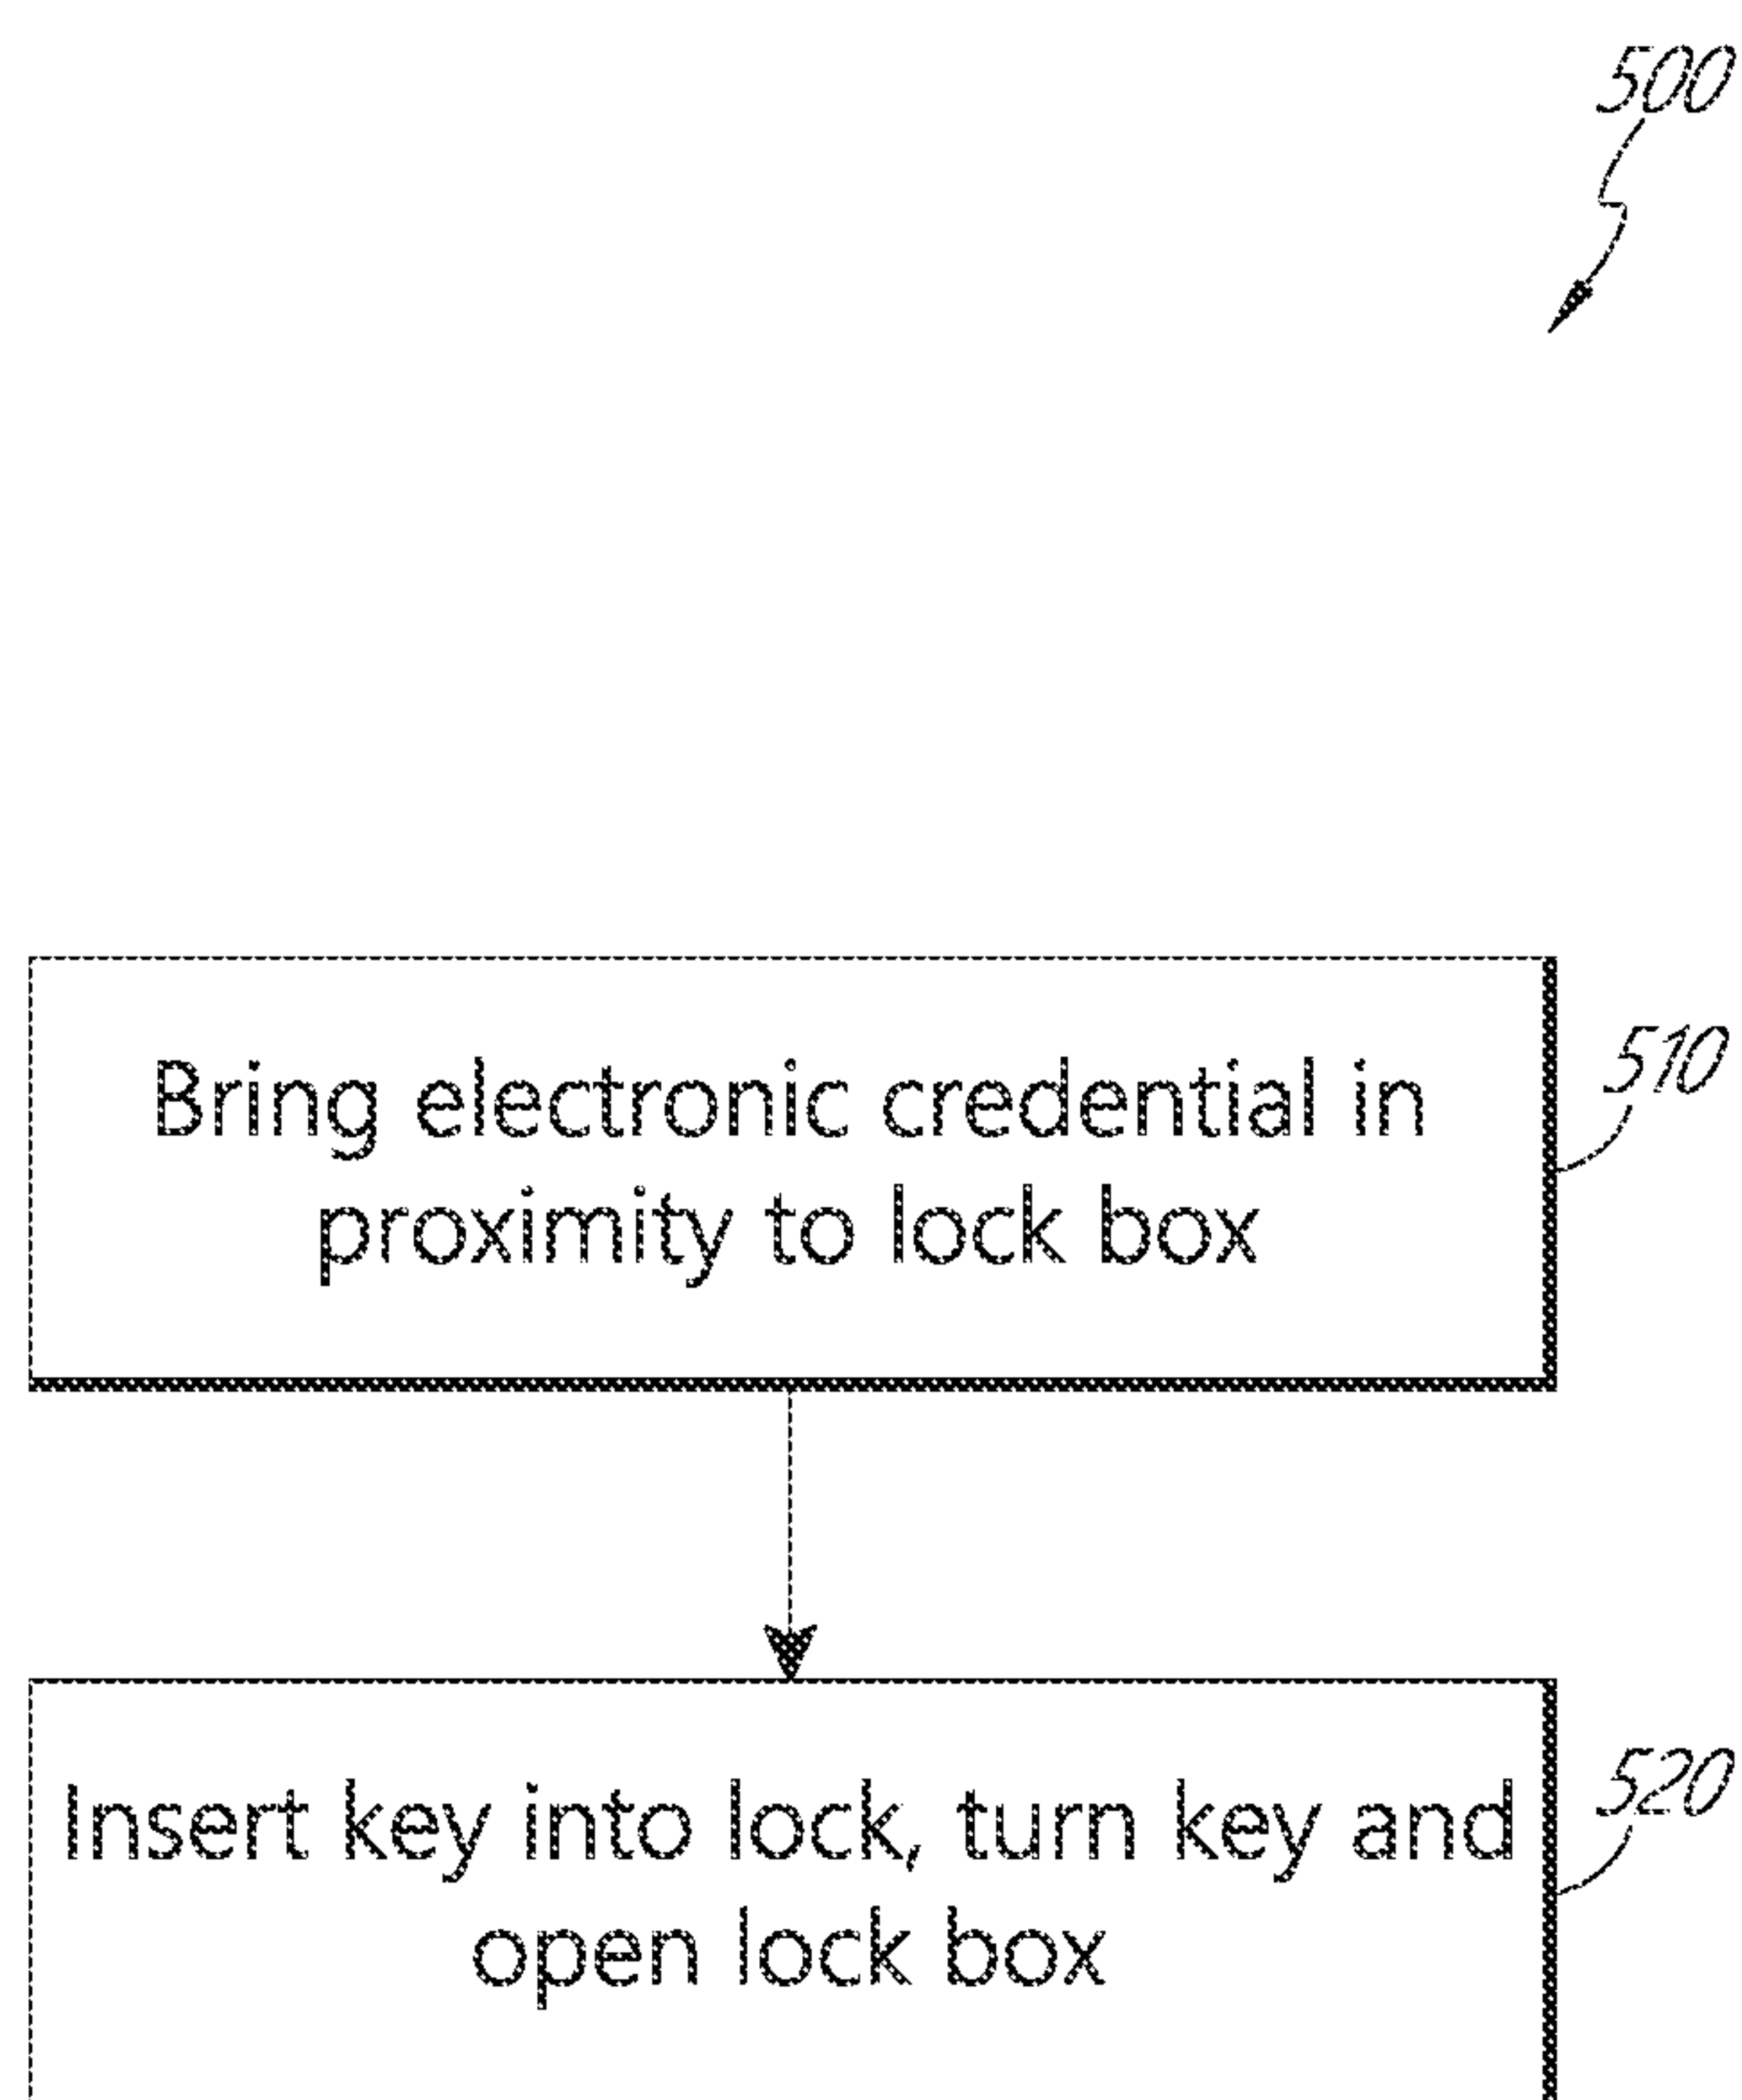 500
Bring electronic credential in
proximity to lock box
510
Insert key into lock, turn key and
open lock box
520